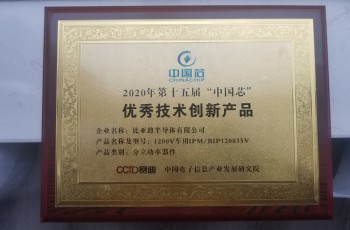 中国芯
CHINACHIP
2020年第十五届“中国芯”
优秀技术创新产品
企业名称：比亚迪半导体有限公司
产品名称及型号：1200V车用IPM/BIP120035V
产品类别：分立功率器件
CCID赛迪 中国电子信息产业发展研究院